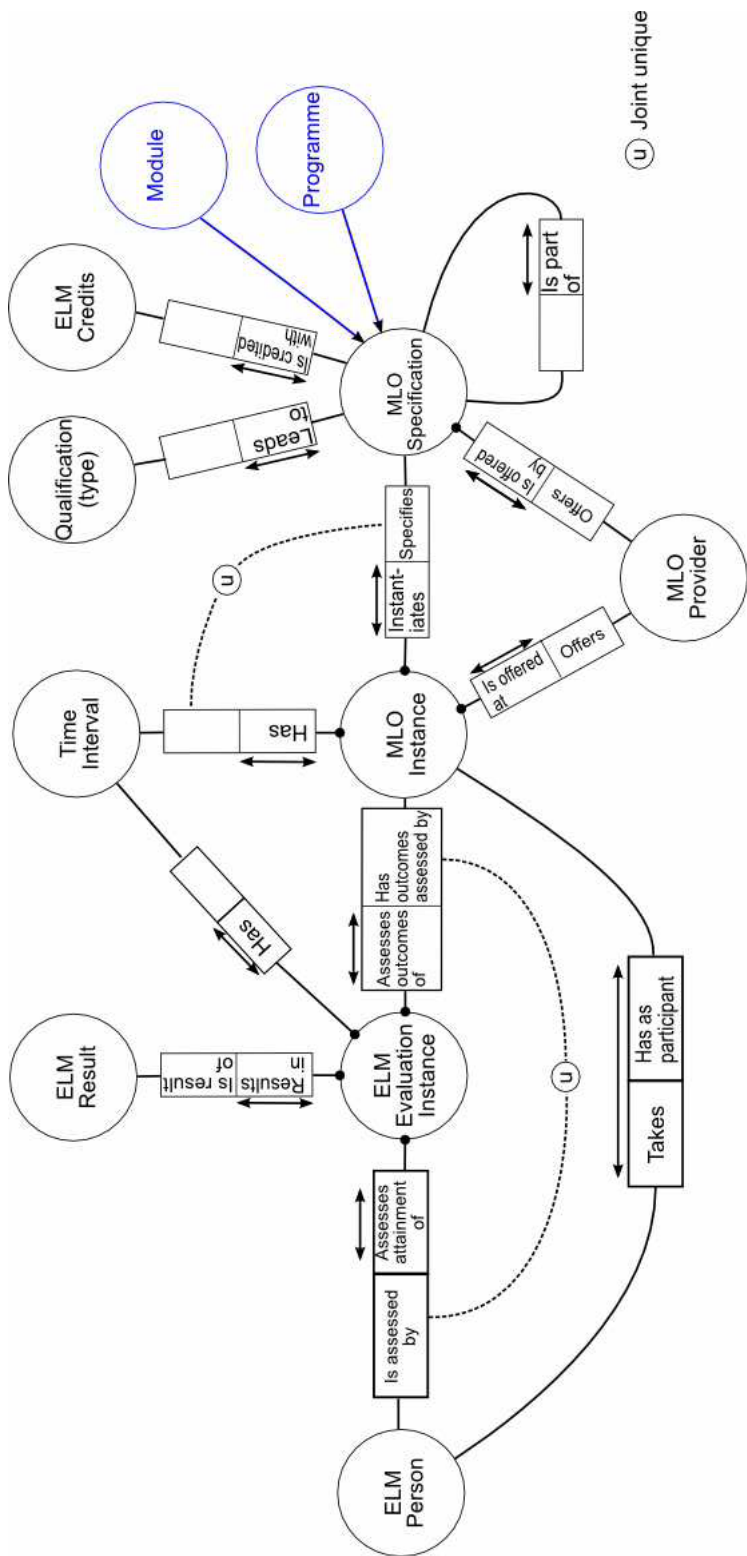 Module
Programme
ELM
Credits
Qualification
(type)
Time
Interval
ELM
Result
Is credited
with
Leads
to
Has
Has
Is result
of
Results
in
u
ELM
Person
Is assessed
by
Assesses
attainment
of
ELM
Evaluation
Instance
Assesses
outcomes
of
Has
outcomes
assessed by
MLO
Instance
Instant-
iates
Specifies
MLO
Specification
Is part
of
Is offered
at
Offers
Is offered
by
Offers
MLO
Provider
u
Takes
Has as
participant
u Joint unique